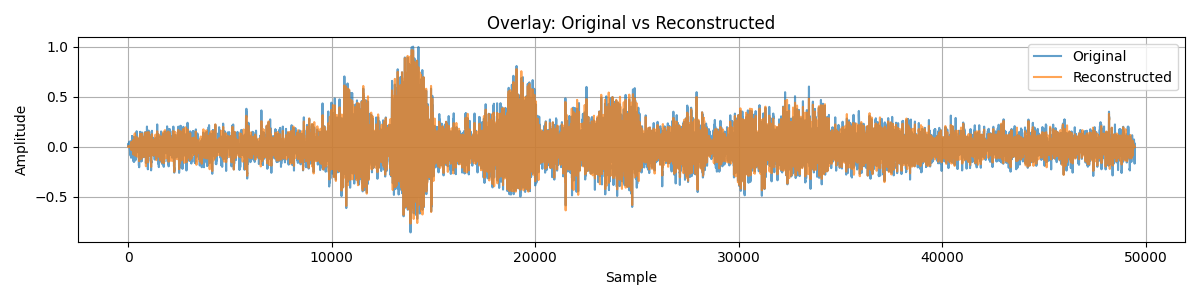 Overlay: Original vs Reconstructed
1.0
0.5
0.0
−0.5
Amplitude
Original
Reconstructed
0
10000
20000
30000
40000
50000
Sample